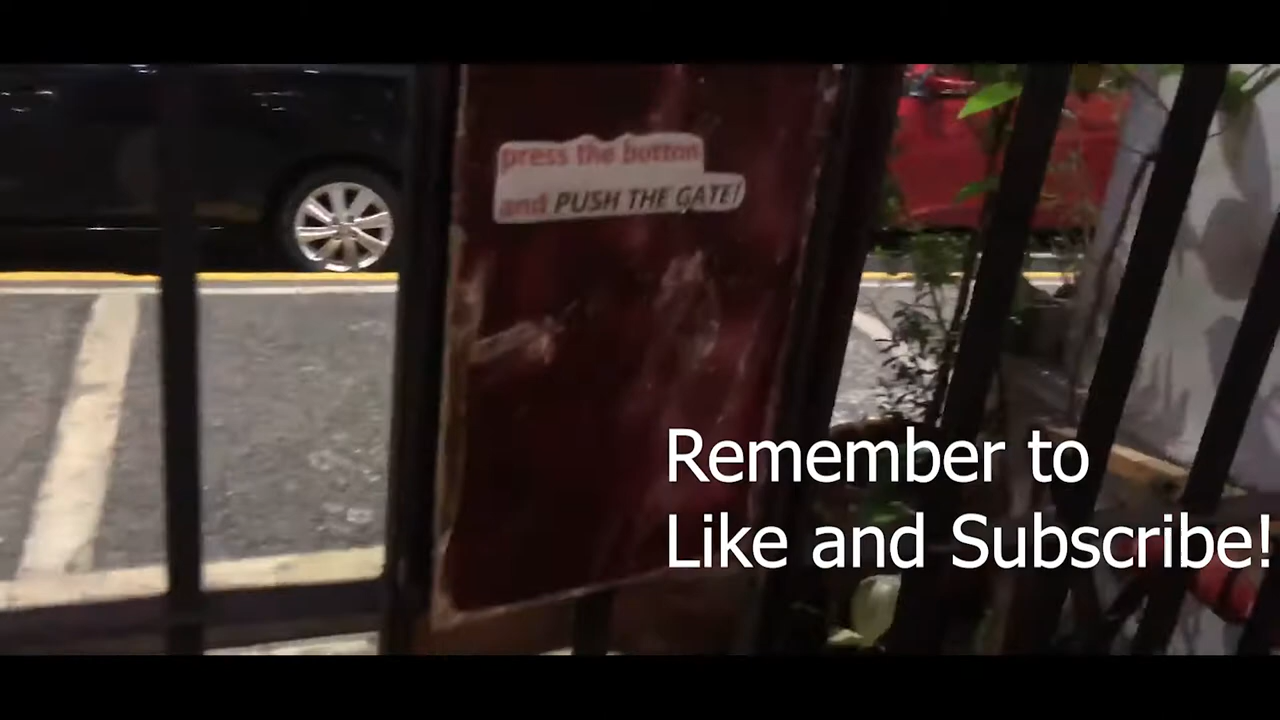 press the button
and PUSH THE GATE!
Remember to
Like and Subscribe!